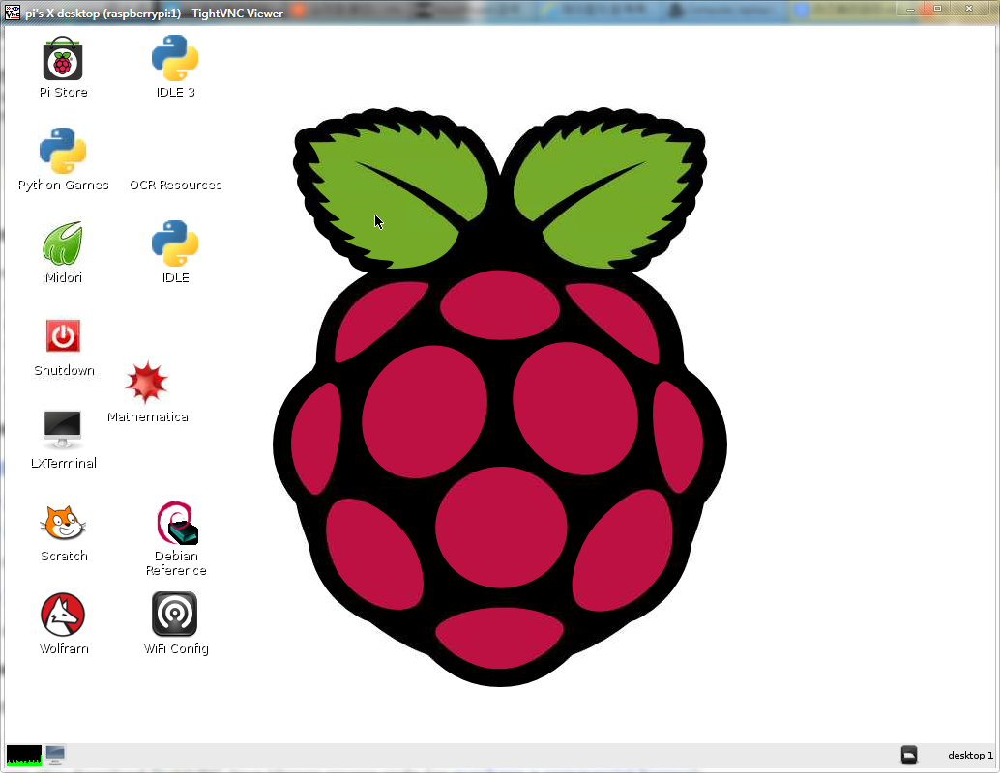 pi's X desktop (raspberrypi:1) - TightVNC Viewer
Pi Store
IDLE 3
Python Games
OCR Resources
Midori
IDLE
Shutdown
Mathematica
LXTerminal
Scratch
Debian
Reference
Wolfram
WiFi Config
desktop 1